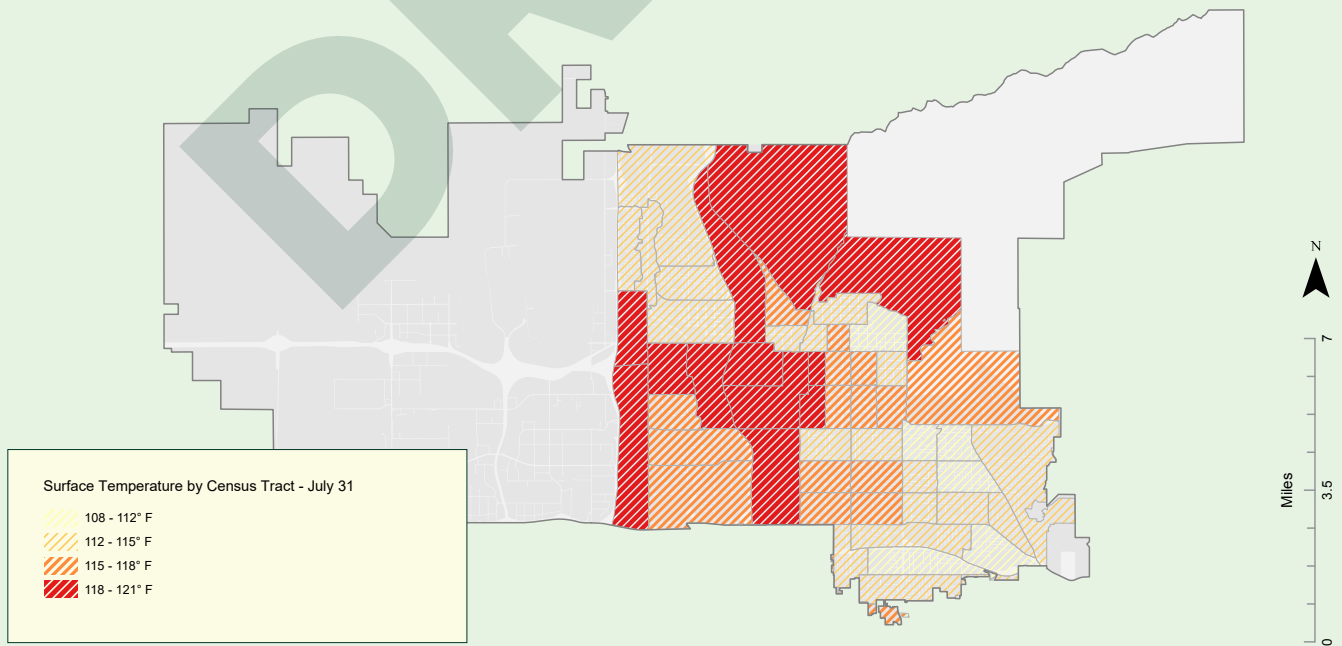 DR
N
7
3.5
0
Miles
Surface Temperature by Census Tract - July 31
108 - 112° F
112 - 115° F
115 - 118° F
118 - 121° F